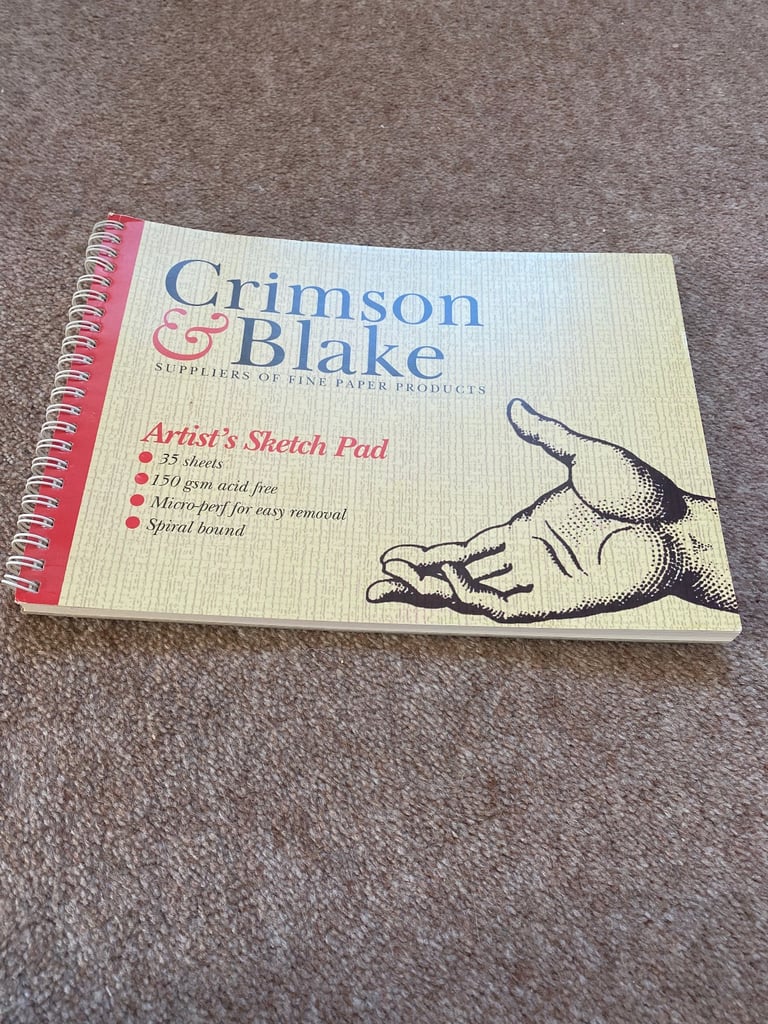 Crimson
& Blake
SUPPLIERS OF FINE PAPER PRODUCTS
Artist's Sketch Pad
35 sheets
150 gsm acid free
Micro-perf for easy removal
Spiral bound